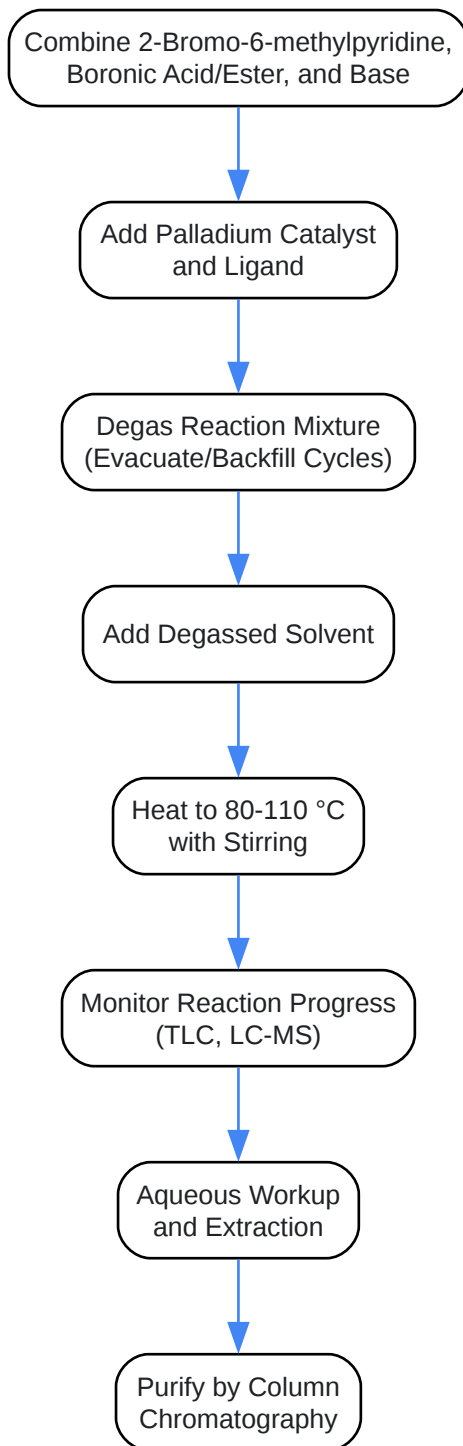 Combine 2-Bromo-6-methylpyridine,
Boronic Acid/Ester, and Base
Add Palladium Catalyst
and Ligand
Degas Reaction Mixture
(Evacuate/Backfill Cycles)
Add Degassed Solvent
Heat to 80-110 °C
with Stirring
Monitor Reaction Progress
(TLC, LC-MS)
Aqueous Workup
and Extraction
Purify by Column
Chromatography